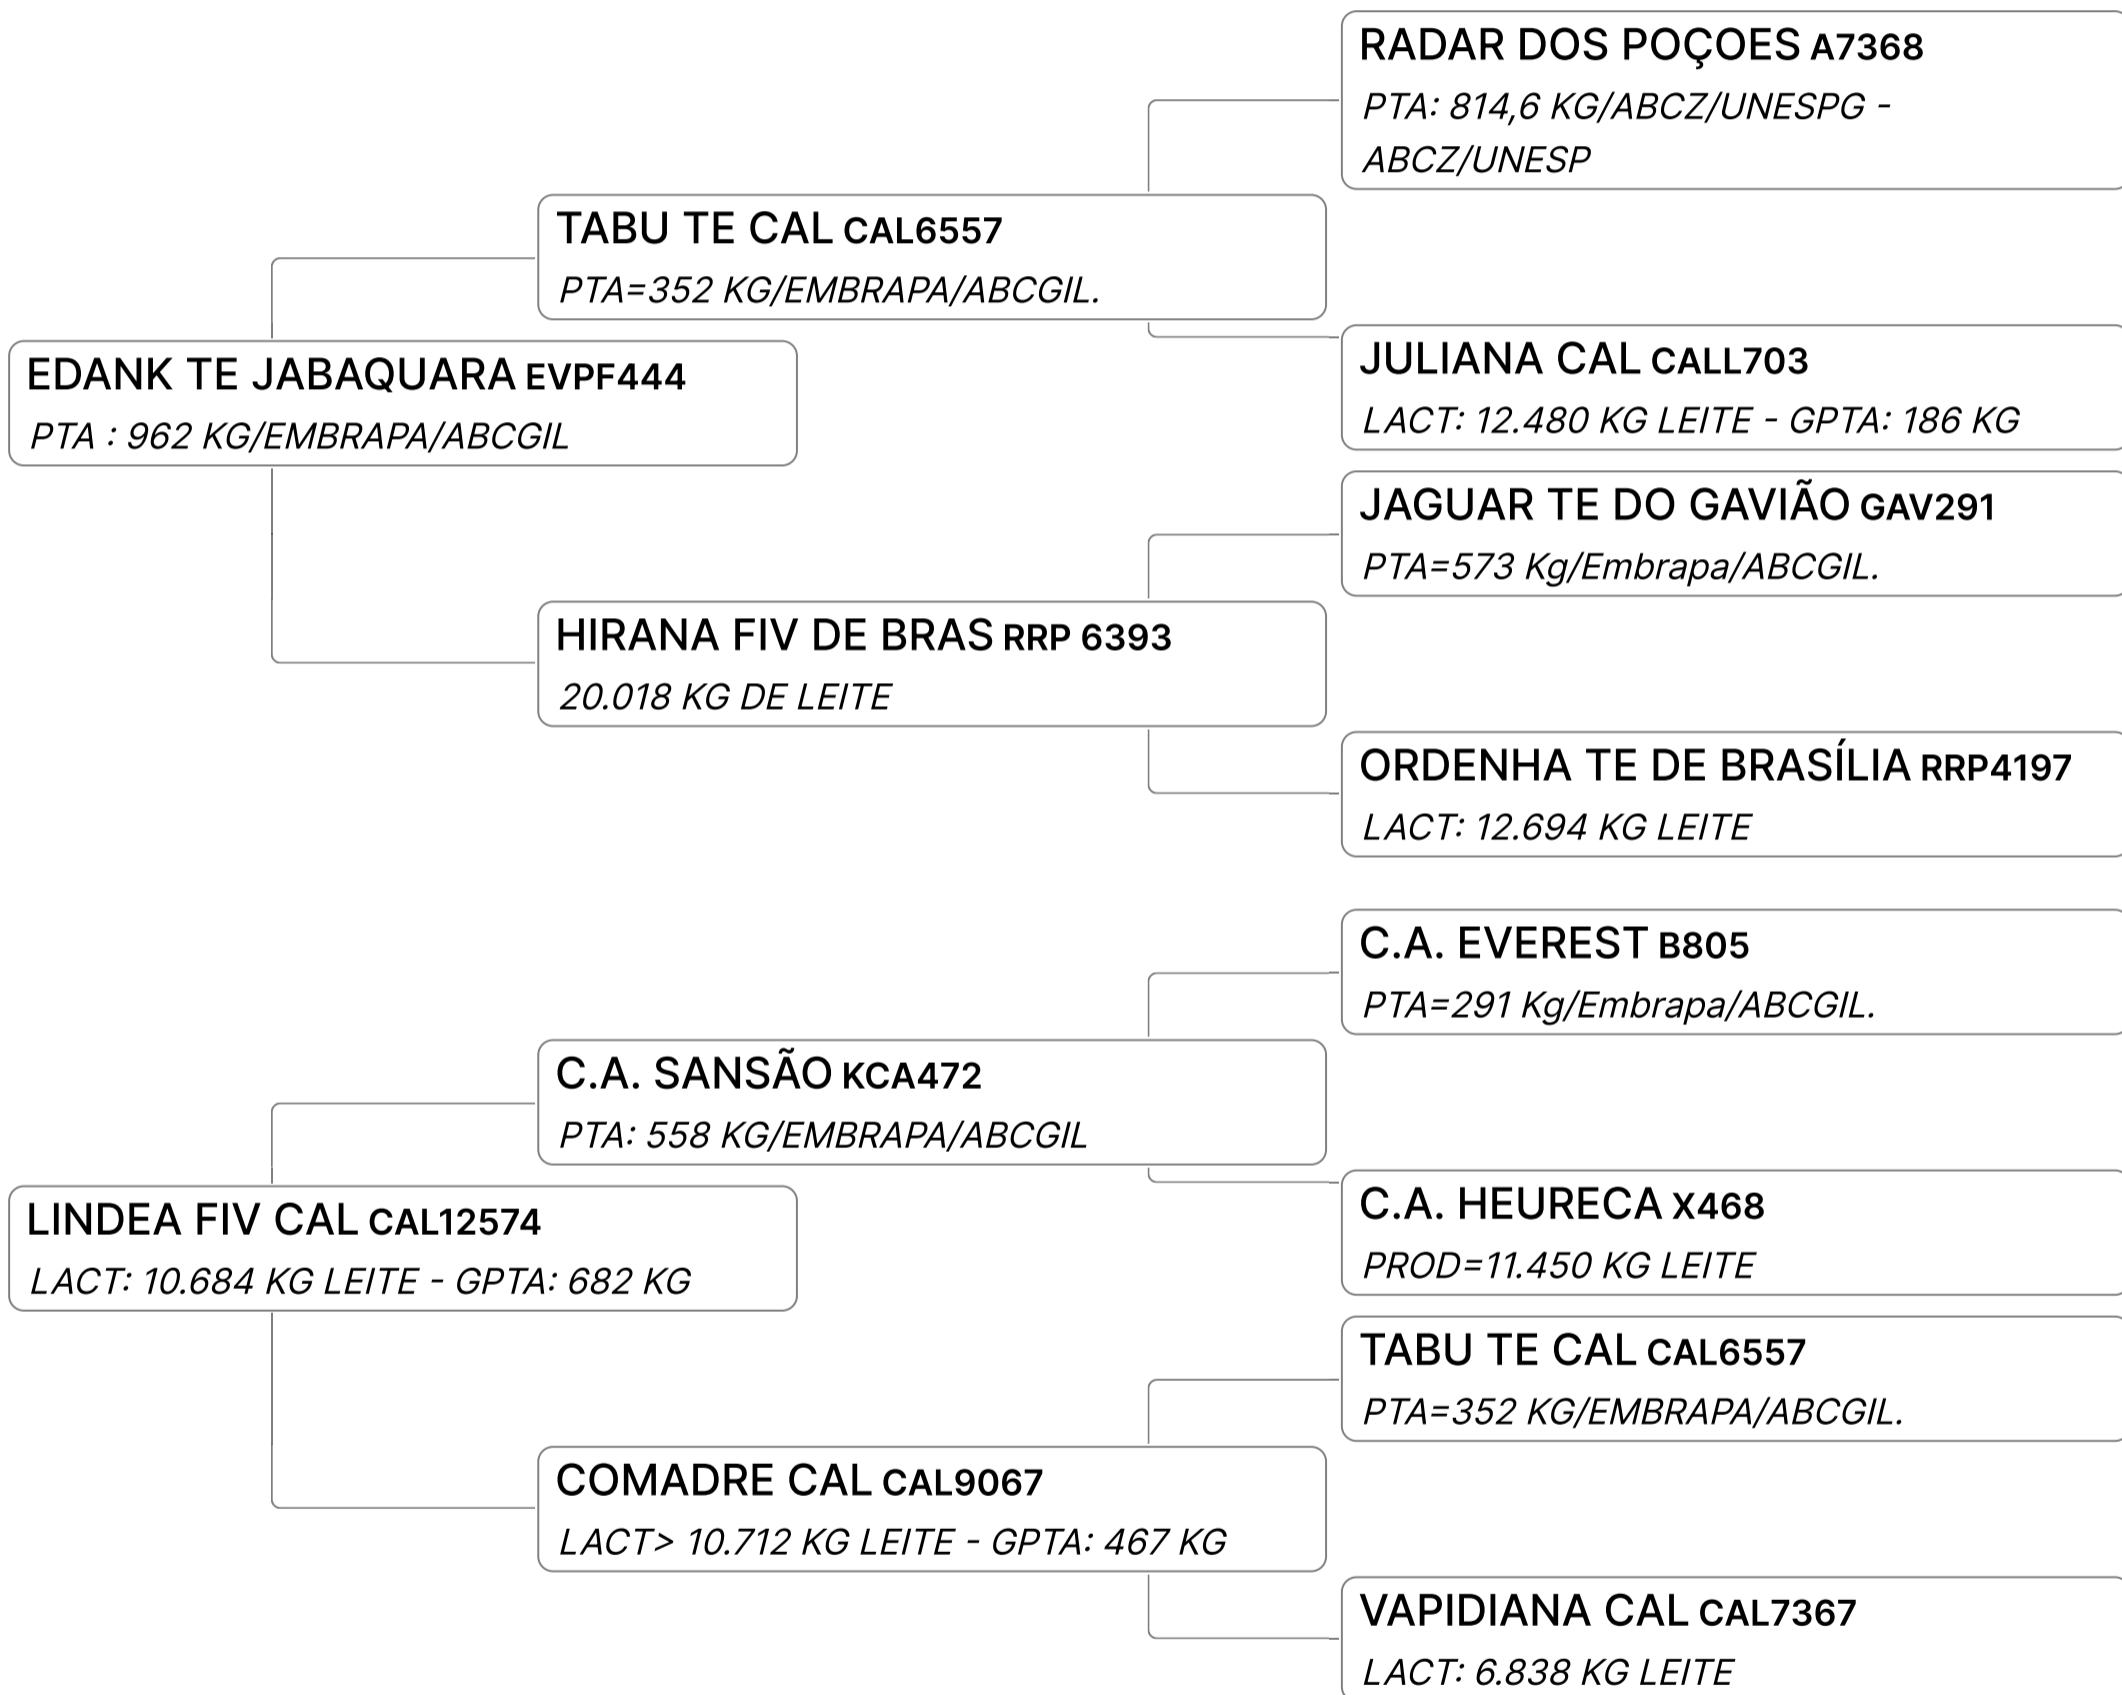 RADAR DOS POÇOES A7368
PTA: 814,6 KG/ABCZ/UNESPG -
ABCZ/UNESP
TABU TE CAL CAL6557
PTA=352 KG/EMBRAPA/ABCGIL.
JULIANA CAL CALL703
LACT: 12.480 KG LEITE - GPTA: 186 KG
EDANK TE JABAQUARA EVPF444
PTA : 962 KG/EMBRAPA/ABCGIL
JAGUAR TE DO GAVIÃO GAV291
PTA=573 Kg/Embrapa/ABCGIL.
HIRANA FIV DE BRAS RRP 6393
20.018 KG DE LEITE
ORDENHA TE DE BRASÍLIA RRP4197
LACT: 12.694 KG LEITE
C.A. EVEREST B805
PTA=291 Kg/Embrapa/ABCGIL.
C.A. SANSÃO KCA472
PTA: 558 KG/EMBRAPA/ABCGIL
C.A. HEURECA X468
PROD=11.450 KG LEITE
LINDEA FIV CAL CAL12574
LACT: 10.684 KG LEITE - GPTA: 682 KG
TABU TE CAL CAL6557
PTA=352 KG/EMBRAPA/ABCGIL.
COMADRE CAL CAL9067
LACT> 10.712 KG LEITE - GPTA: 467 KG
VAPIDIANA CAL CAL7367
LACT: 6.838 KG LEITE